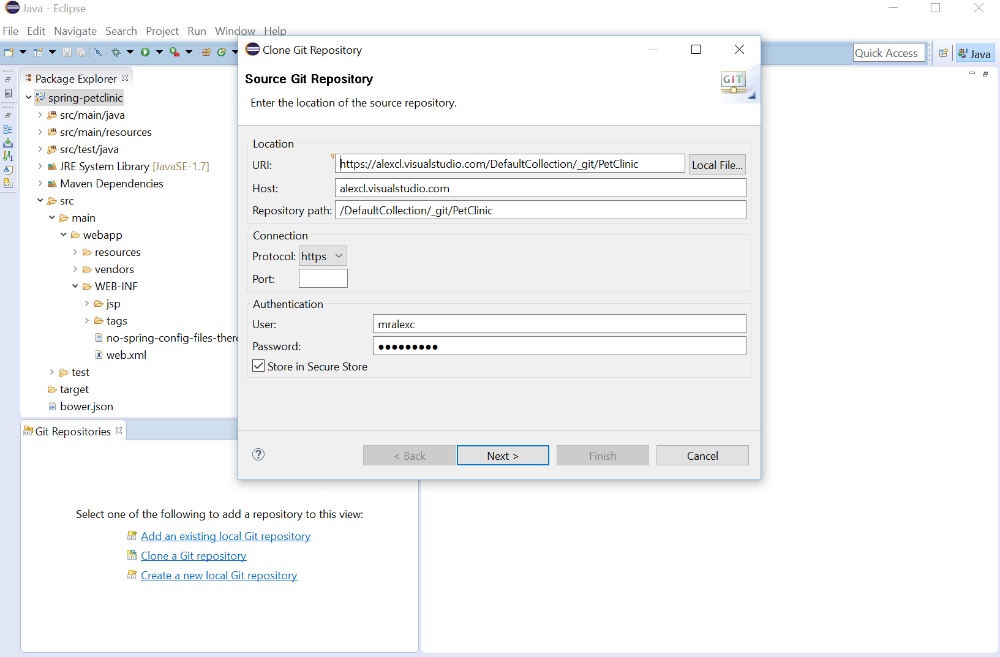 Java - Eclipse
File Edit Navigate Search Project Run Window Help
Quick Access
Java
Package Explorer
spring-petclinic
src/main/java
src/main/resources
src/test/java
JRE System Library [JavaSE-1.7]
Maven Dependencies
src
main
webapp
resources
vendors
WEB-INF
jsp
tags
no-spring-config-files-there
web.xml
test
target
bower.json
Git Repositories
Select one of the following to add a repository to this view:
Add an existing local Git repository
Clone a Git repository
Create a new local Git repository
Clone Git Repository
Source Git Repository
Enter the location of the source repository.
GIT
Location
URI: https://alexcl.visualstudio.com/DefaultCollection/_git/PetClinic Local File...
Host: alexcl.visualstudio.com
Repository path: /DefaultCollection/_git/PetClinic
Connection
Protocol: https
Port:
Authentication
User: mralexc
Password: ●●●●●●●●●
Store in Secure Store
< Back Next > Finish Cancel